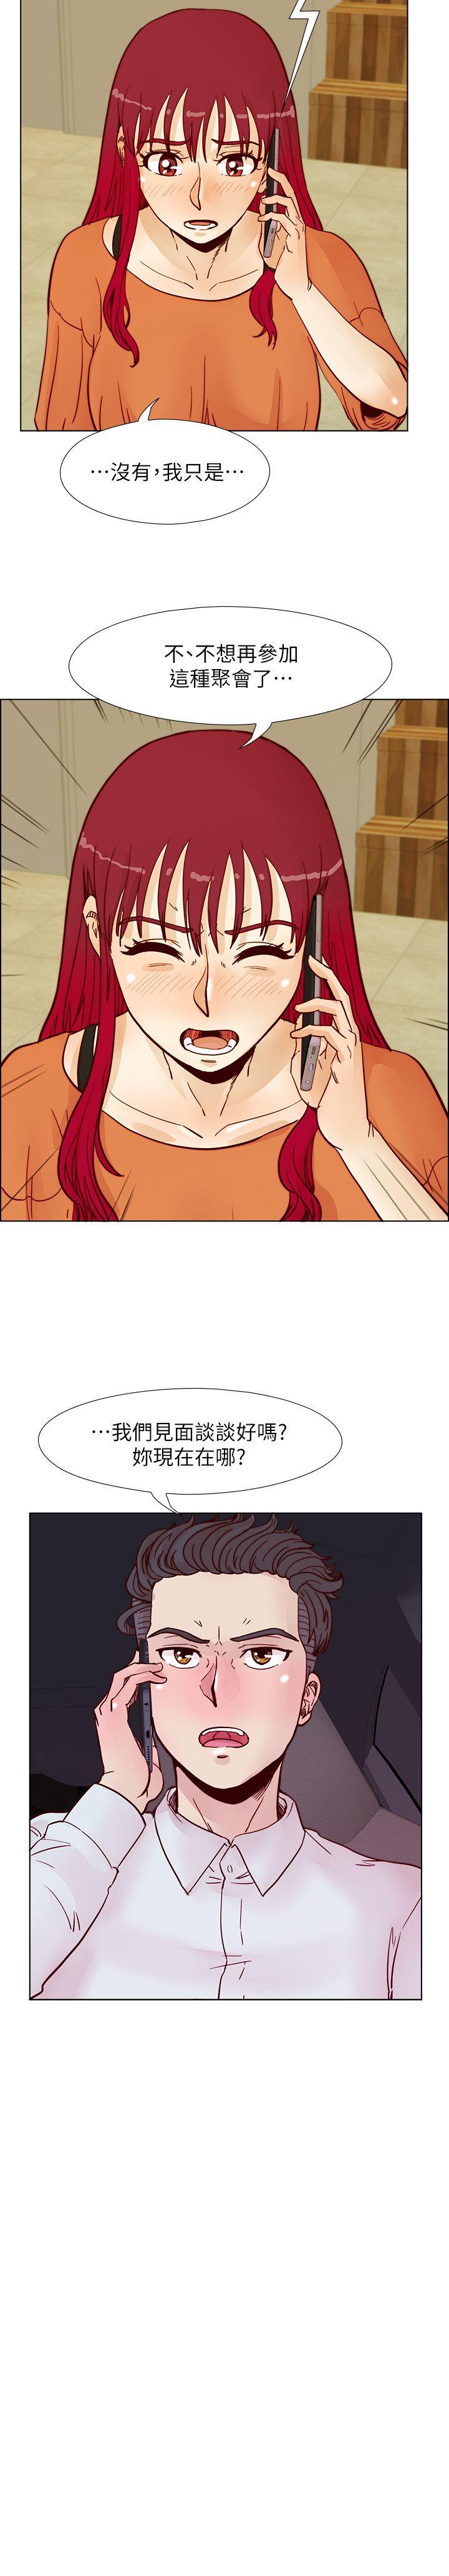 …沒有，我只是…
不、不想再參加
這種聚會了…
…我們見面談談好嗎？
妳現在在哪？